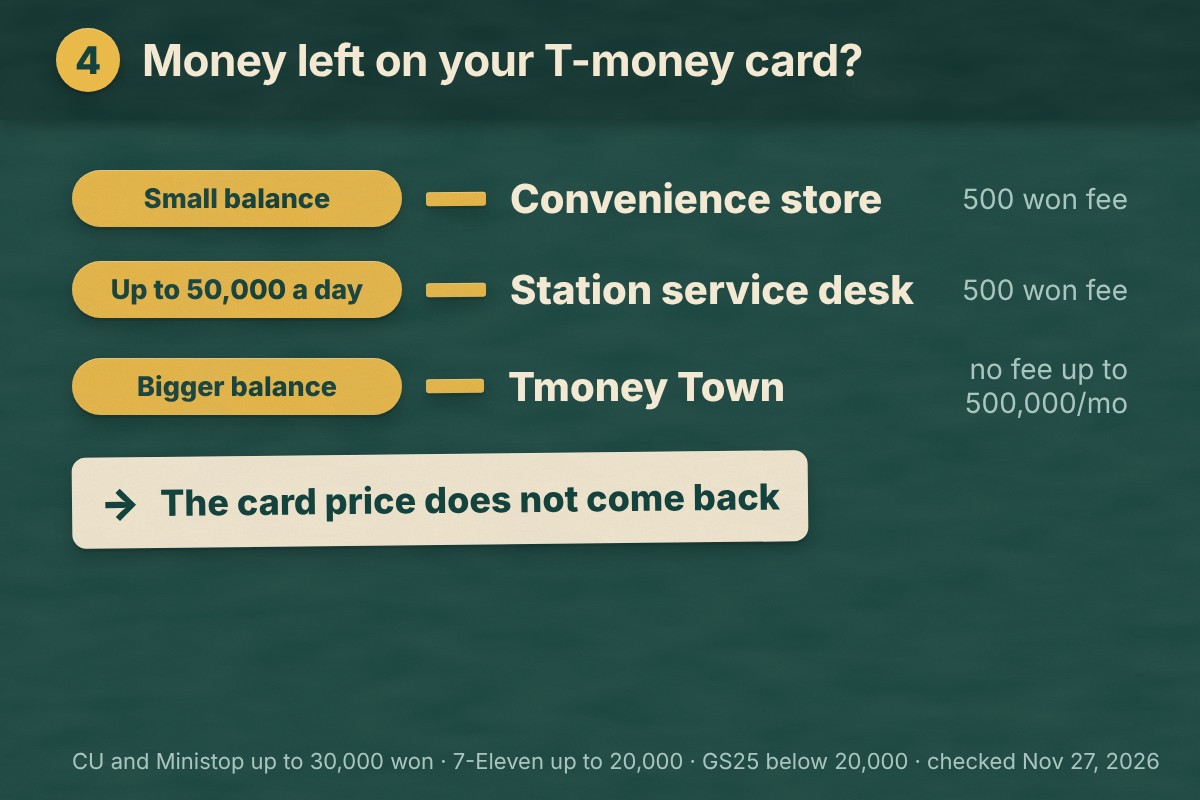 4 Money left on your T-money card?
Small balance — Convenience store 500 won fee
Up to 50,000 a day — Station service desk 500 won fee
Bigger balance — Tmoney Town no fee up to
500,000/mo
→ The card price does not come back
CU and Ministop up to 30,000 won · 7-Eleven up to 20,000 · GS25 below 20,000 · checked Nov 27, 2026